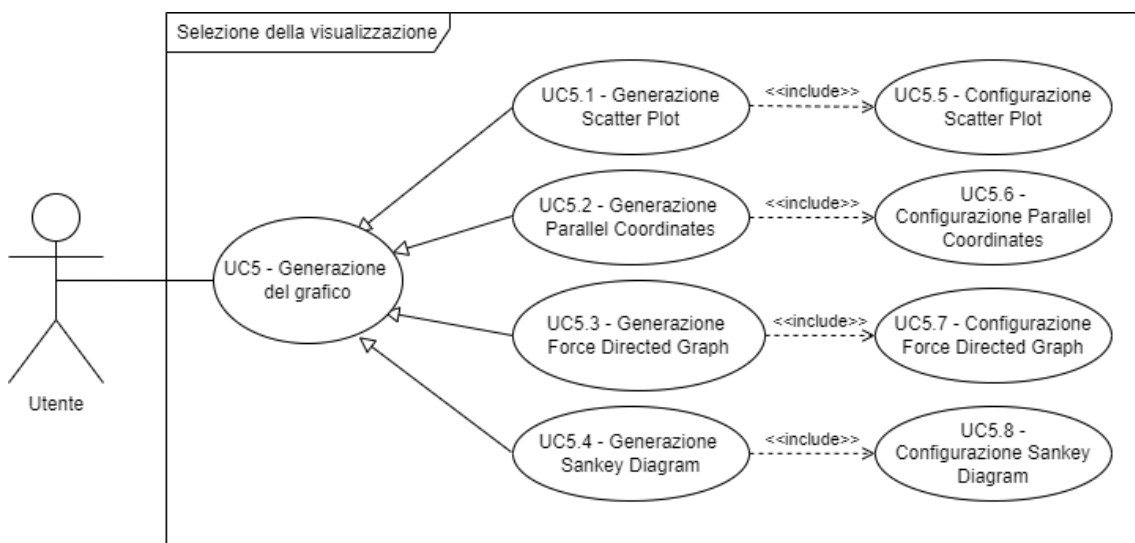 Selezione della visualizzazione
UC5.1 - Generazione
Scatter Plot
<<include>>
UC5.5 - Configurazione
Scatter Plot
UC5.2 - Generazione
Parallel Coordinates
<<include>>
UC5.6 -
Configurazione Parallel
Coordinates
UC5 - Generazione
del grafico
UC5.3 - Generazione
Force Directed Graph
<<include>>
UC5.7 - Configurazione
Force Directed Graph
Utente
UC5.4 - Generazione
Sankey Diagram
<<include>>
UC5.8 -
Configurazione Sankey
Diagram